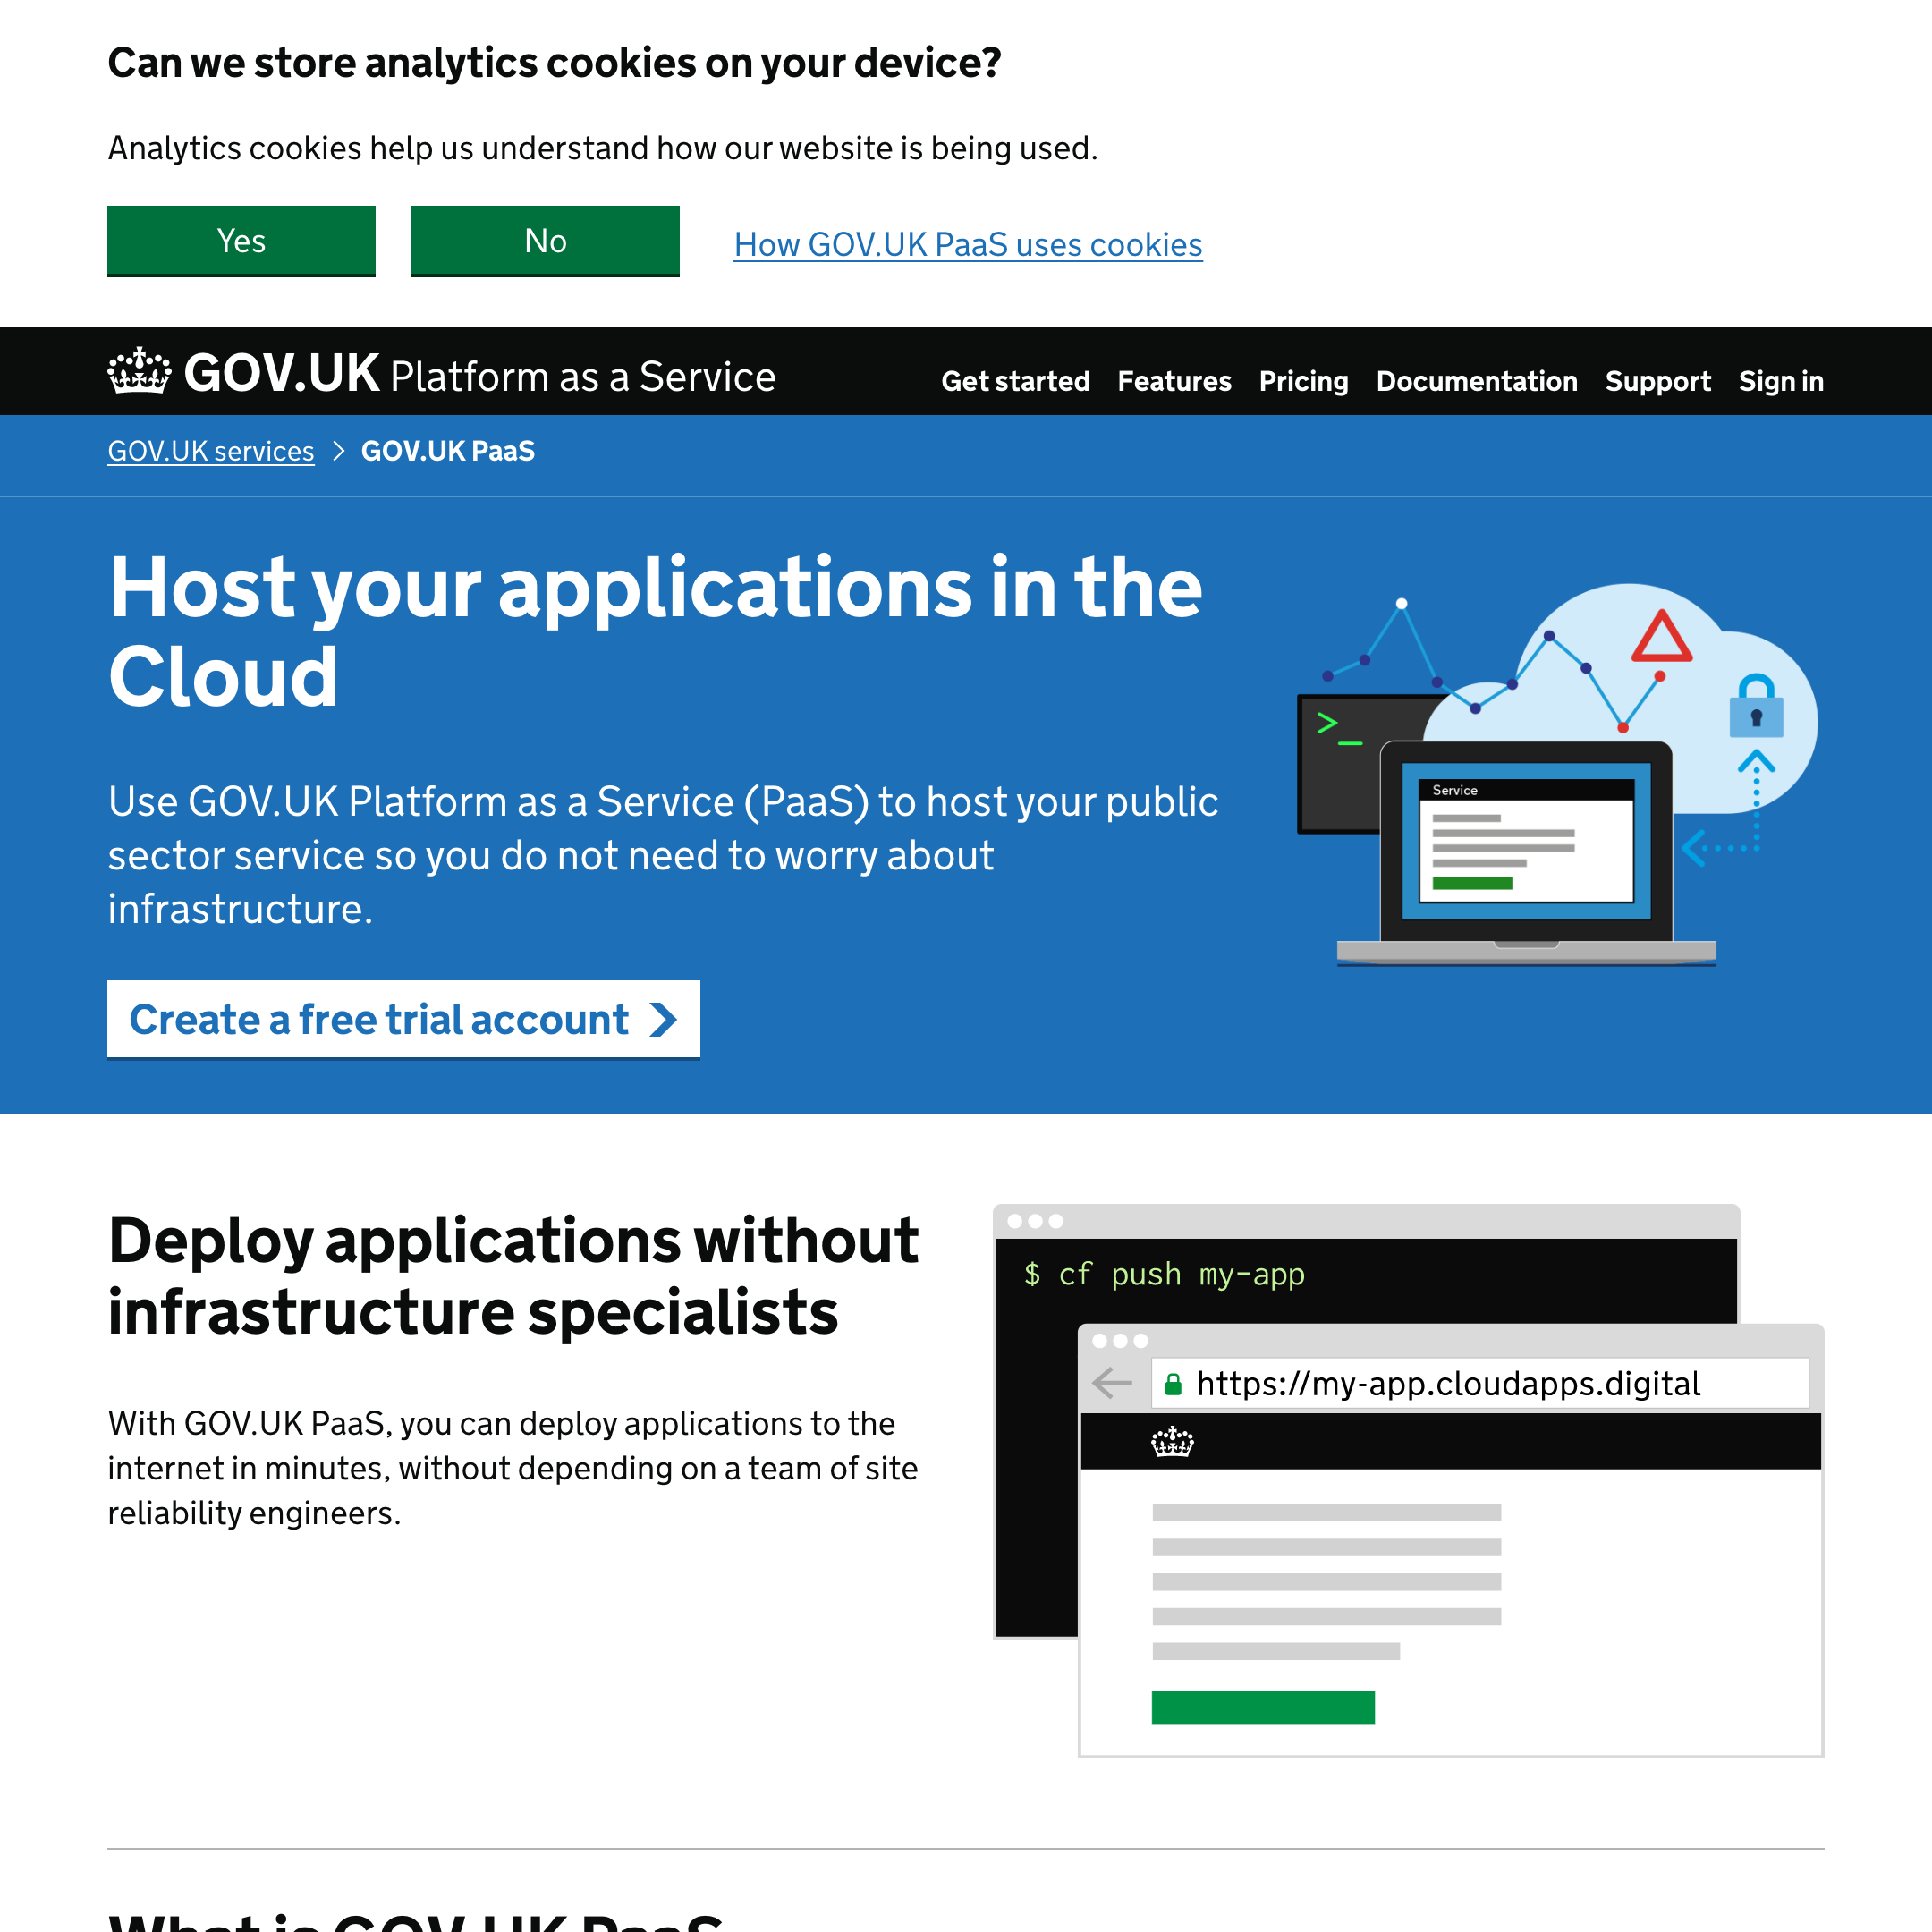 Can we store analytics cookies on your device?
Analytics cookies help us understand how our website is being used.
Yes
No
How GOV.UK PaaS uses cookies
GOV.UK Platform as a Service
Get started
Features
Pricing
Documentation
Support
Sign in
GOV.UK services
GOV.UK PaaS
Host your applications in the
Cloud
Use GOV.UK Platform as a Service (PaaS) to host your public
sector service so you do not need to worry about
infrastructure.
Create a free trial account
>_
Service
Deploy applications without
infrastructure specialists
With GOV.UK PaaS, you can deploy applications to the
internet in minutes, without depending on a team of site
reliability engineers.
$ cf push my-app
https://my-app.cloudapps.digital
What is GOV.UK PaaS